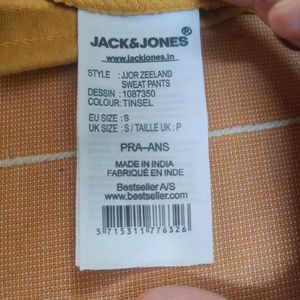 JACK&JONES®
www.jackjones.in
STYLE : JJOR ZEELAND
SWEAT PANTS
DESSIN : 1087350
COLOUR: TINSEL
EU SIZE : S
UK SIZE : S / TAILLE UK : P
PRA–ANS
MADE IN INDIA
FABRIQUÉ EN INDE
Bestseller A/S
www.bestseller.com
5 715311 776326